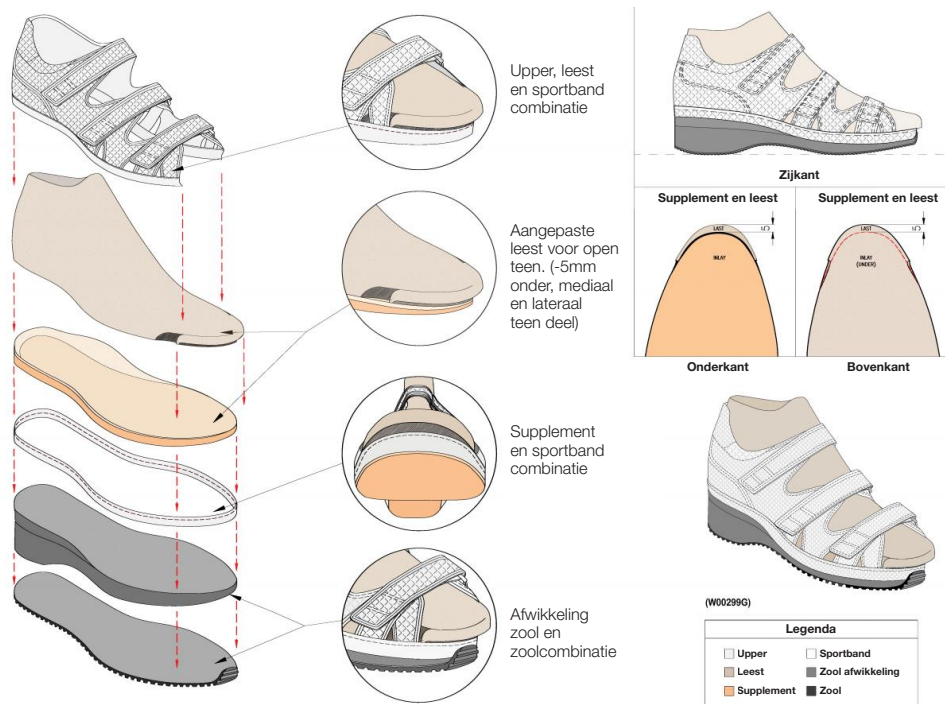 Upper, leest
en sportband
combinatie
Aangepaste
leest voor open
teen. (-5mm
onder, mediaal
en lateraal
teen deel)
Supplement
en sportband
combinatie
Afwikkeling
zool en
zoolcombinatie
Zijkant
Supplement en leest
LAST
5
INLAY
Onderkant
Supplement en leest
LAST
5
INLAY
(UNDER)
Bovenkant
(W00299G)
Legenda
Upper
Sportband
Leest
Zool afwikkeling
Supplement
Zool